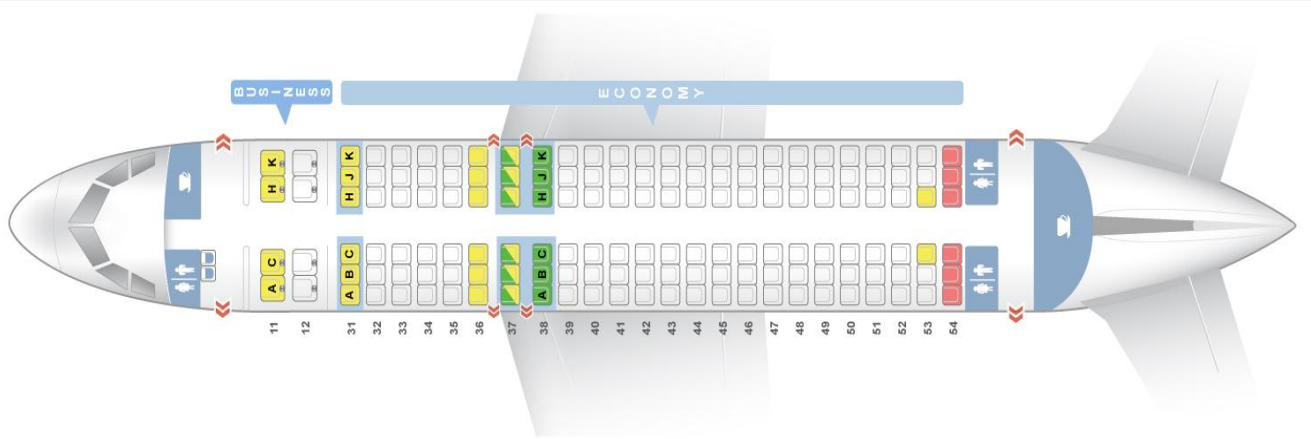 BUSINESS
ECONOMY
K K K
H J J
H H
C C C
A B B
A A
11 12 31 32 33 34 35 36 37 38 39 40 41 42 43 44 45 46 47 48 49 50 51 52 53 54